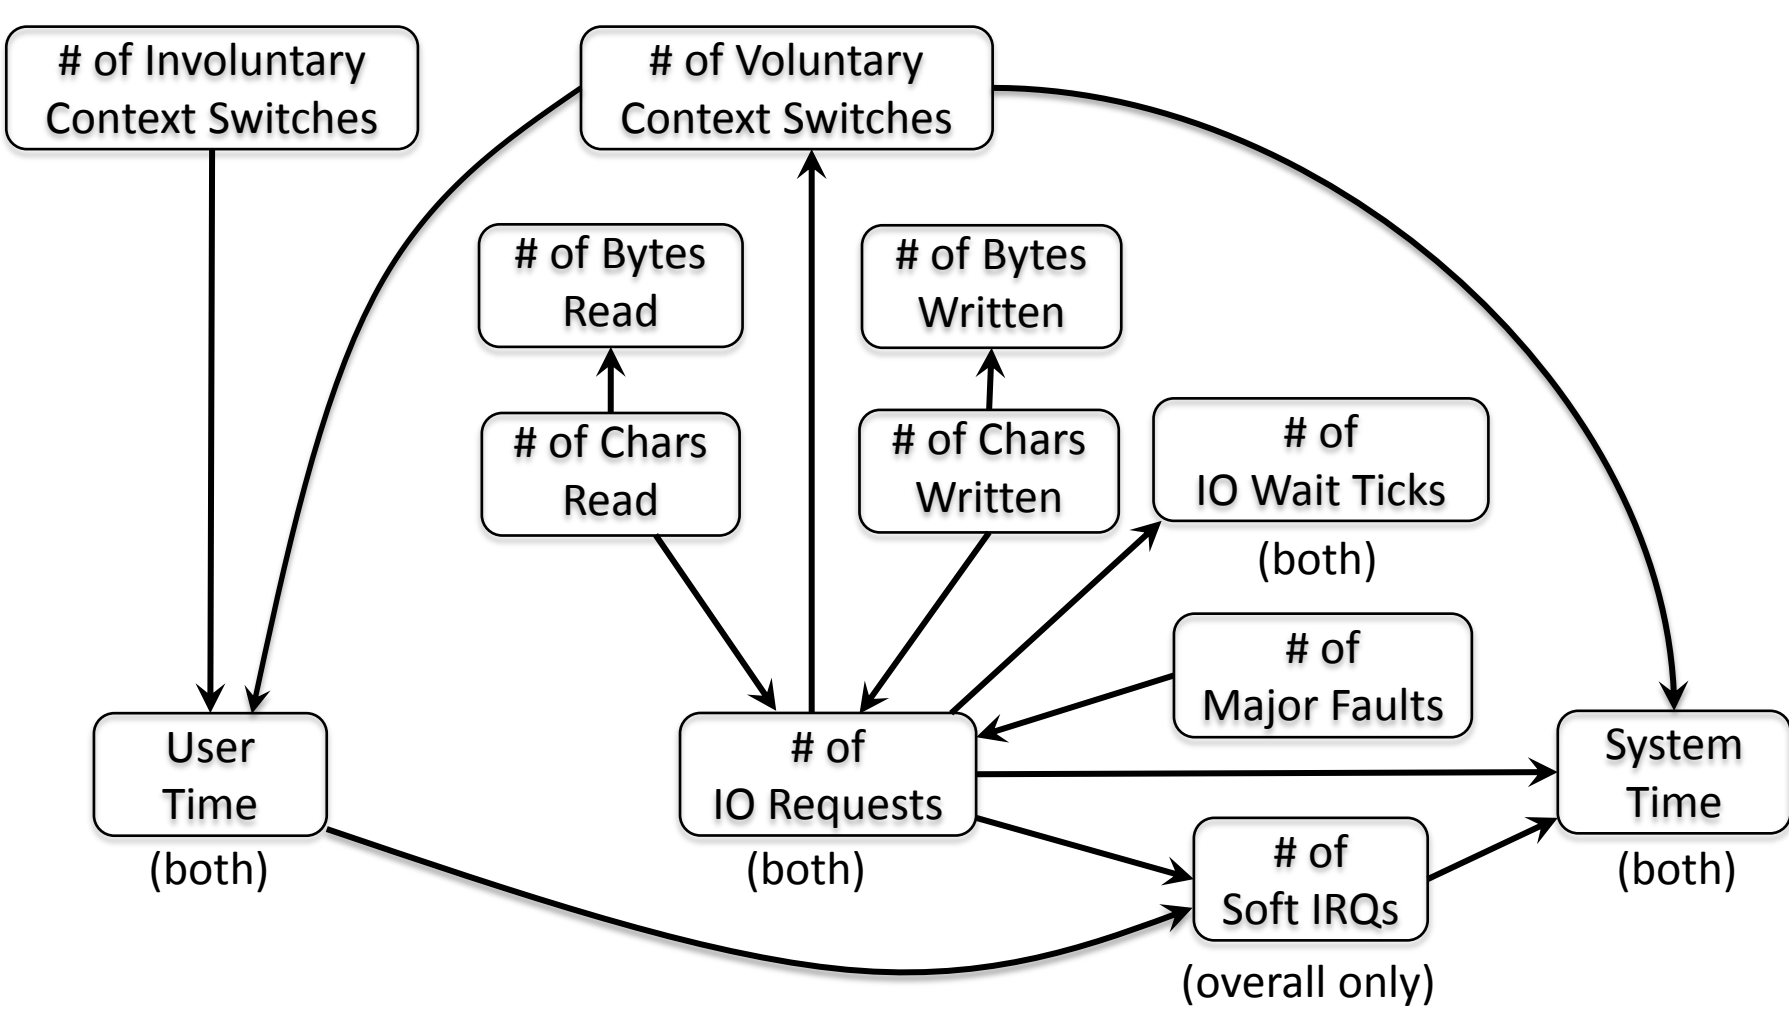 # of Involuntary
Context Switches
# of Voluntary
Context Switches
# of Bytes
Read
# of Bytes
Written
# of Chars
Read
# of Chars
Written
# of
IO Wait Ticks
(both)
# of
Major Faults
User
Time
(both)
# of
IO Requests
(both)
System
Time
(both)
# of
Soft IRQs
(overall only)